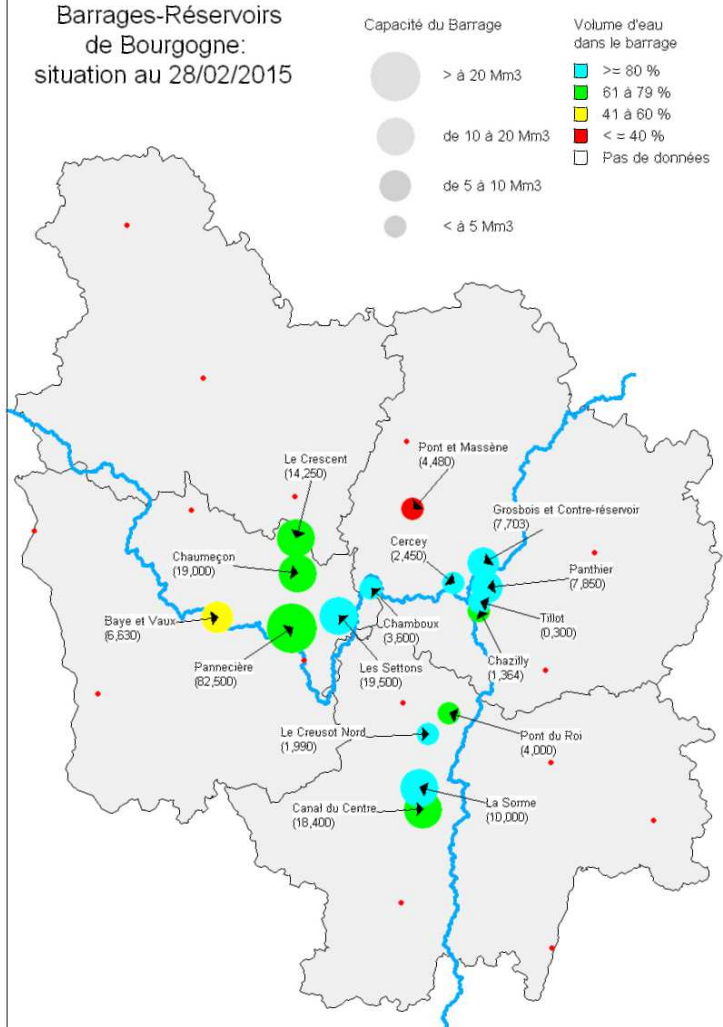 Barrages-Réservoirs
de Bourgogne:
situation au 28/02/2015
Capacité du Barrage
> à 20 Mm3
de 10 à 20 Mm3
de 5 à 10 Mm3
< à 5 Mm3
Volume d'eau
dans le barrage
>= 80 %
61 à 79 %
41 à 60 %
< = 40 %
Pas de données
Le Crescent
(14,250)
Pont et Massène
(4,480)
Grosbois et Contre-réservoir
(7,703)
Cercey
(2,450)
Chaumeçon
(19,000)
Panthier
(7,850)
Baye et Vaux
(6,630)
Chamboux
(3,600)
Tillot
(0,300)
Pannecière
(82,500)
Les Settons
(19,500)
Chazilly
(1,364)
Le Creusot Nord
(1,990)
Pont du Roi
(4,000)
Canal du Centre
(18,400)
La Sorme
(10,000)